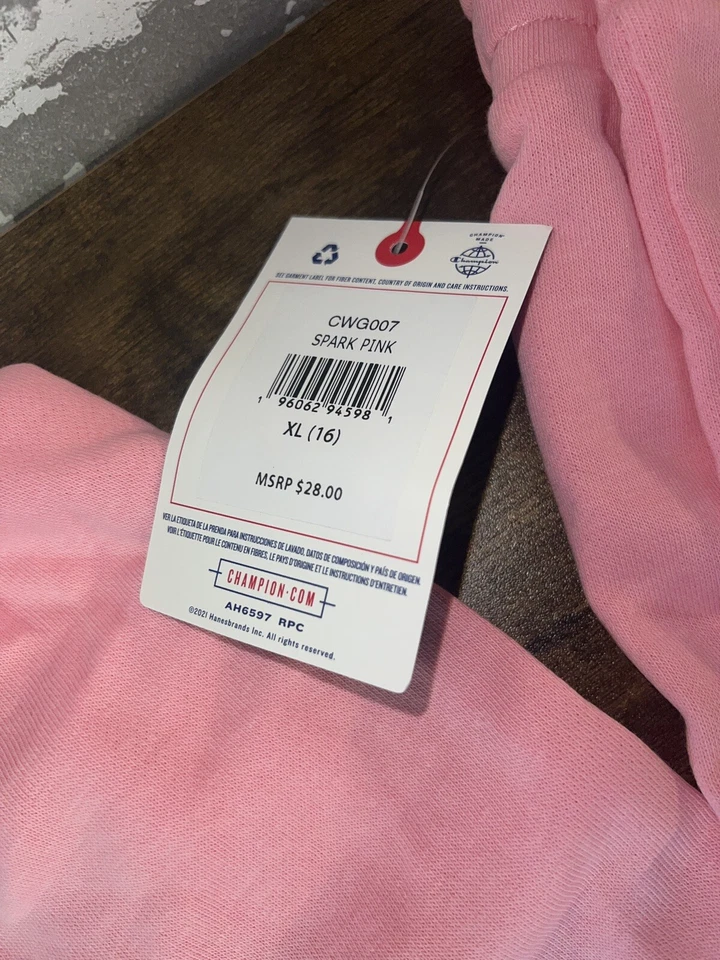 CHAMPION
MADE
Champion
SEE GARMENT LABEL FOR FIBER CONTENT, COUNTRY OF ORIGIN AND CARE INSTRUCTIONS.
CWG007
SPARK PINK
1 96062 94598 1
XL (16)
MSRP $28.00
VER LA ETIQUETA DE LA PRENDA PARA INSTRUCCIONES DE LAVADO, DATOS DE COMPOSICIÓN Y PAÍS DE ORIGEN.
VOIR L'ÉTIQUETTE POUR LE CONTENU EN FIBRES, LE PAYS D'ORIGINE ET LE INSTRUCTIONS D'ENTRETIEN.
CHAMPION·COM
AH6597 RPC
©2021 Hanesbrands Inc. All rights reserved.